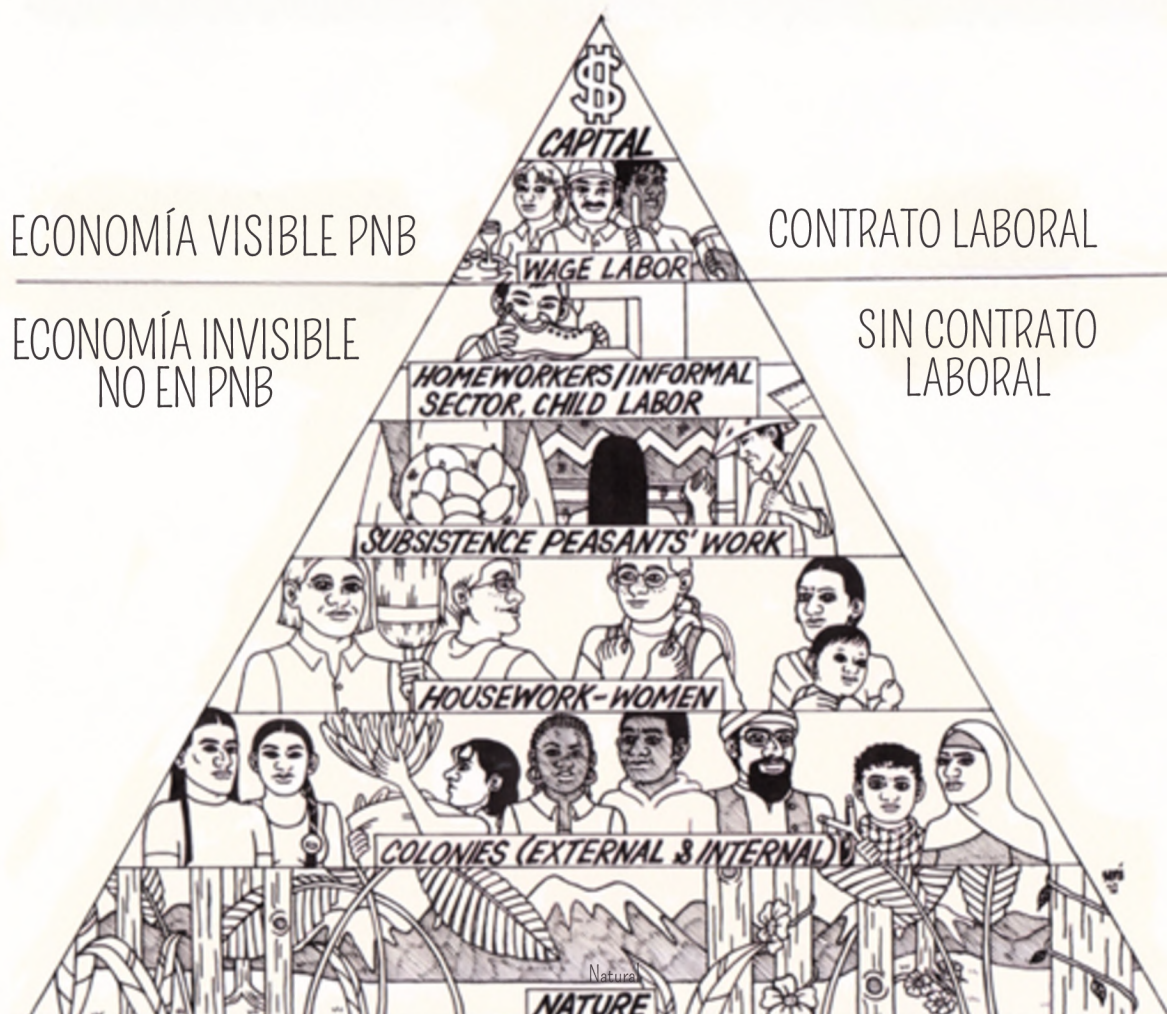 $
CAPITAL
ECONOMÍA VISIBLE PNB
CONTRATO LABORAL
WAGE LABOR
ECONOMÍA INVISIBLE
NO EN PNB
SIN CONTRATO
LABORAL
HOMEWORKERS/INFORMAL
SECTOR, CHILD LABOR
SUBSISTENCE PEASANTS' WORK
HOUSEWORK-WOMEN
COLONIES (EXTERNAL & INTERNAL)
Natural
NATURE